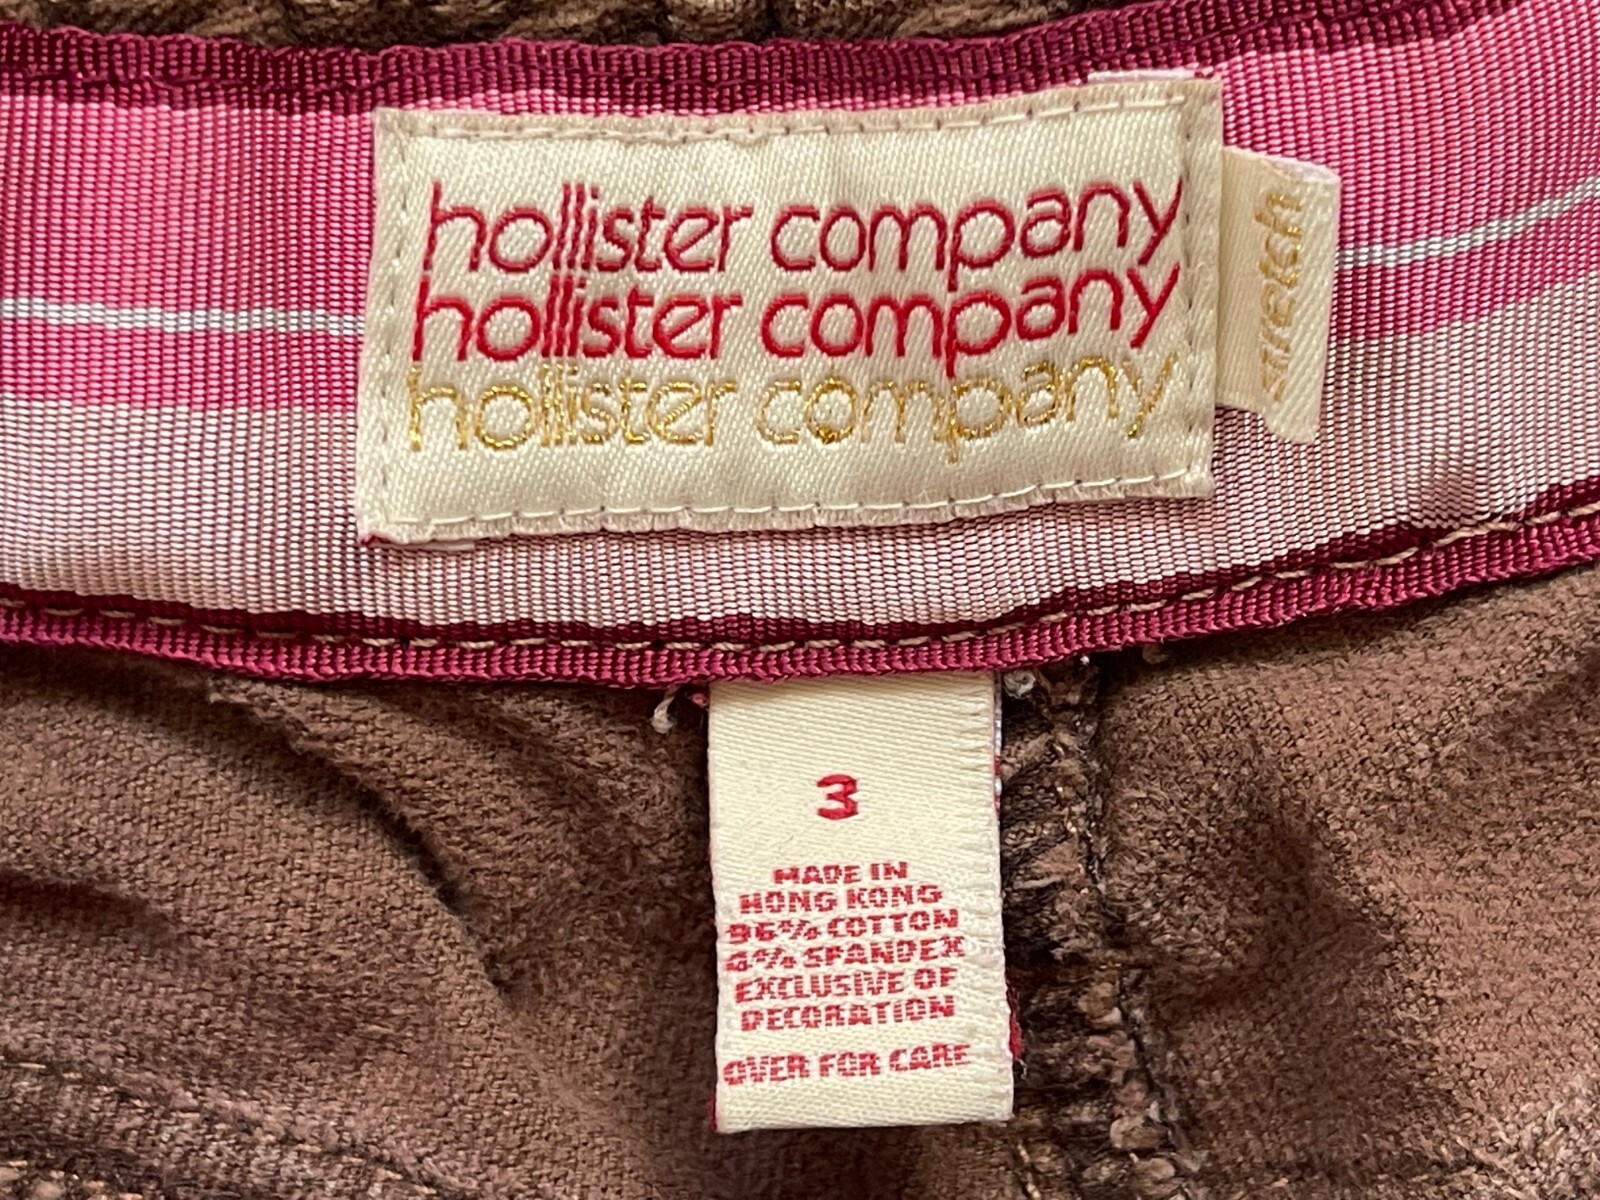 hollister company
hollister company
hollister company
stretch
3
MADE IN
HONG KONG
96% COTTON
4% SPANDEX
EXCLUSIVE OF
DECORATION
OVER FOR CARE